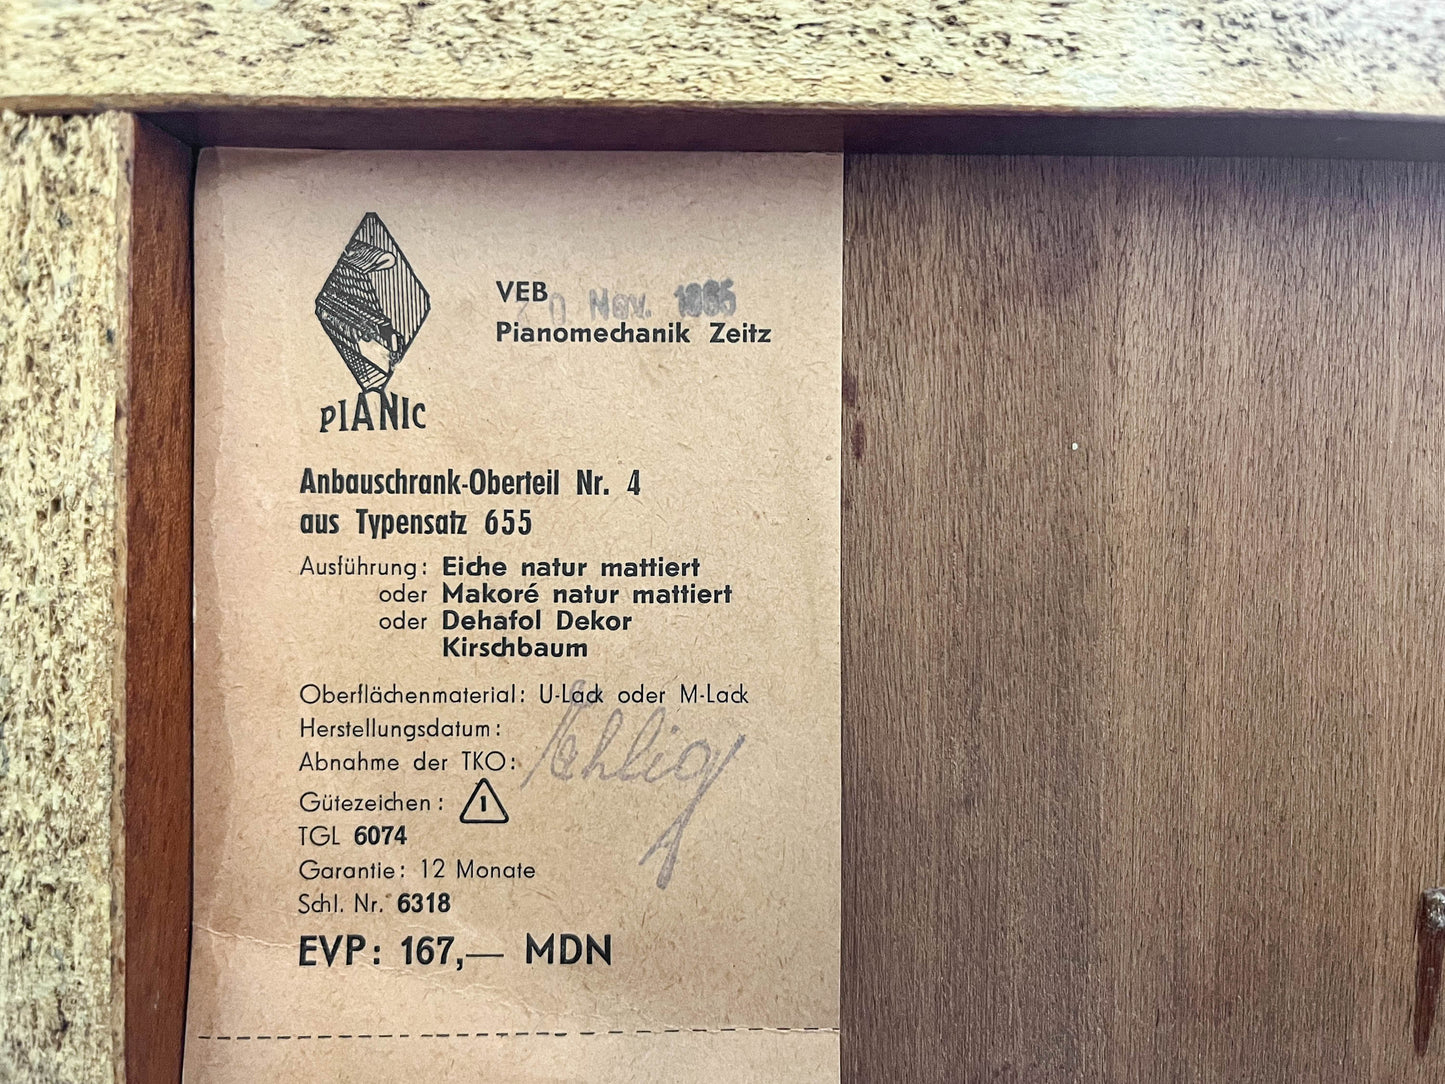 PIANIC
VEB
Nov.
Pianomechanik Zeitz
Anbauschrank-Oberteil Nr. 4
aus Typensatz 655
Ausführung: Eiche natur mattiert
oder Makoré natur mattiert
oder Dehafol Dekor
Kirschbaum
Oberflächenmaterial: U-Lack oder M-Lack
Herstellungsdatum:
Abnahme der TKO:
Gütezeichen: 1
TGL 6074
Garantie: 12 Monate
Schl. Nr. 6318
EVP: 167,— MDN